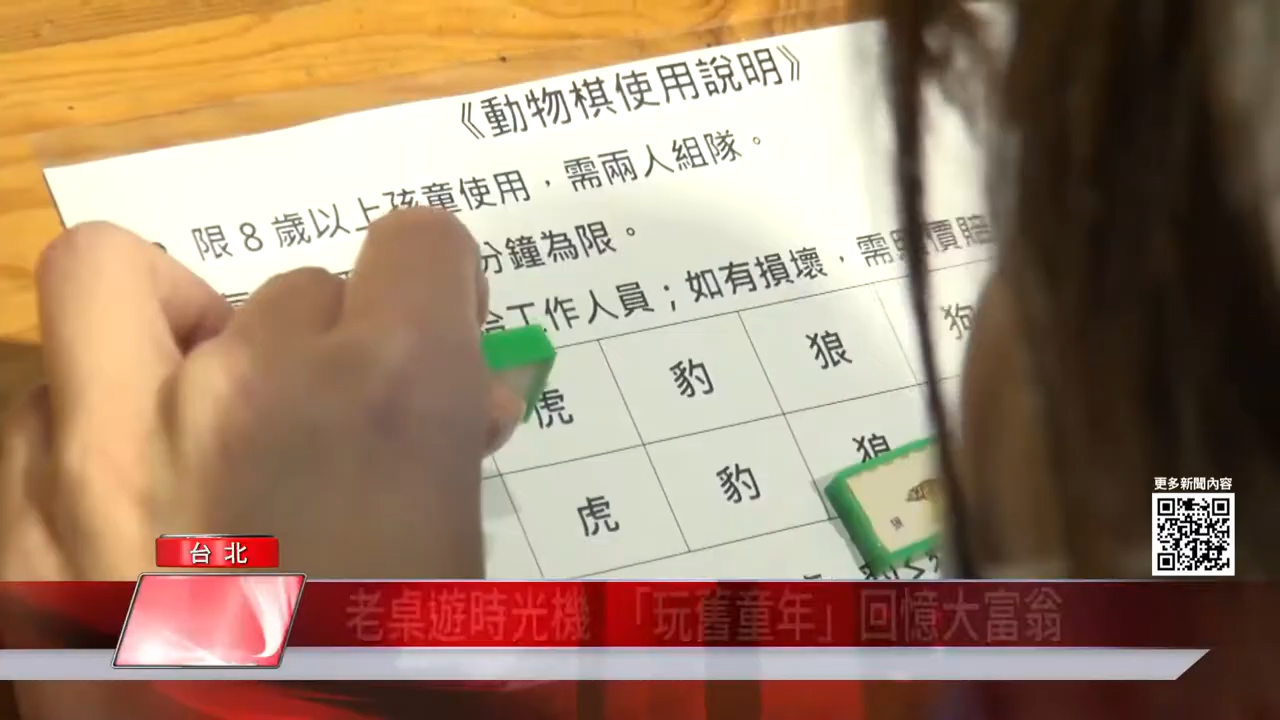 《動物棋使用說明》
限8歲以上孩童使用，需兩人組隊。
分鐘為限。
工作人員；如有損壞，需照價賠
虎 豹 狼 狗
虎 豹 狼
更多新聞內容
台北
老桌遊時光機 「玩舊童年」回憶大富翁